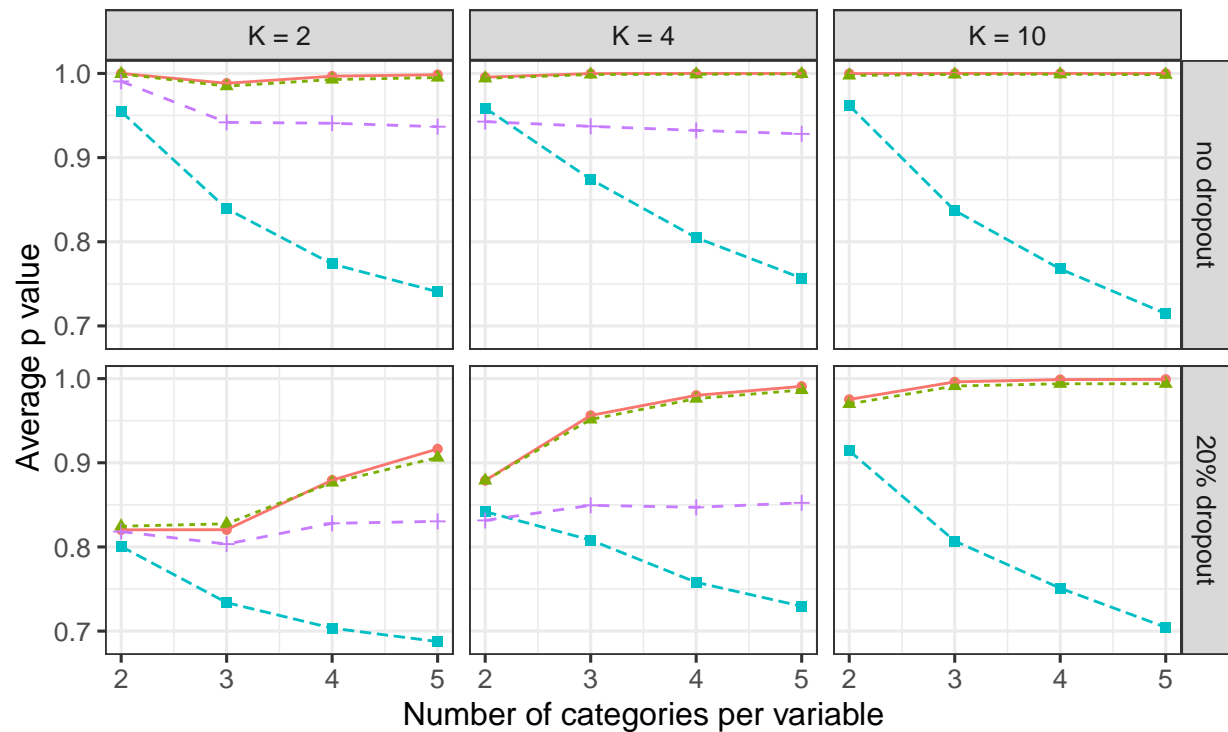 K = 2
K = 4
K = 10
1.0
0.9
0.8
0.7
no dropout
1.0
0.9
0.8
0.7
20% dropout
Average p value
2 3 4 5
2 3 4 5
2 3 4 5
Number of categories per variable